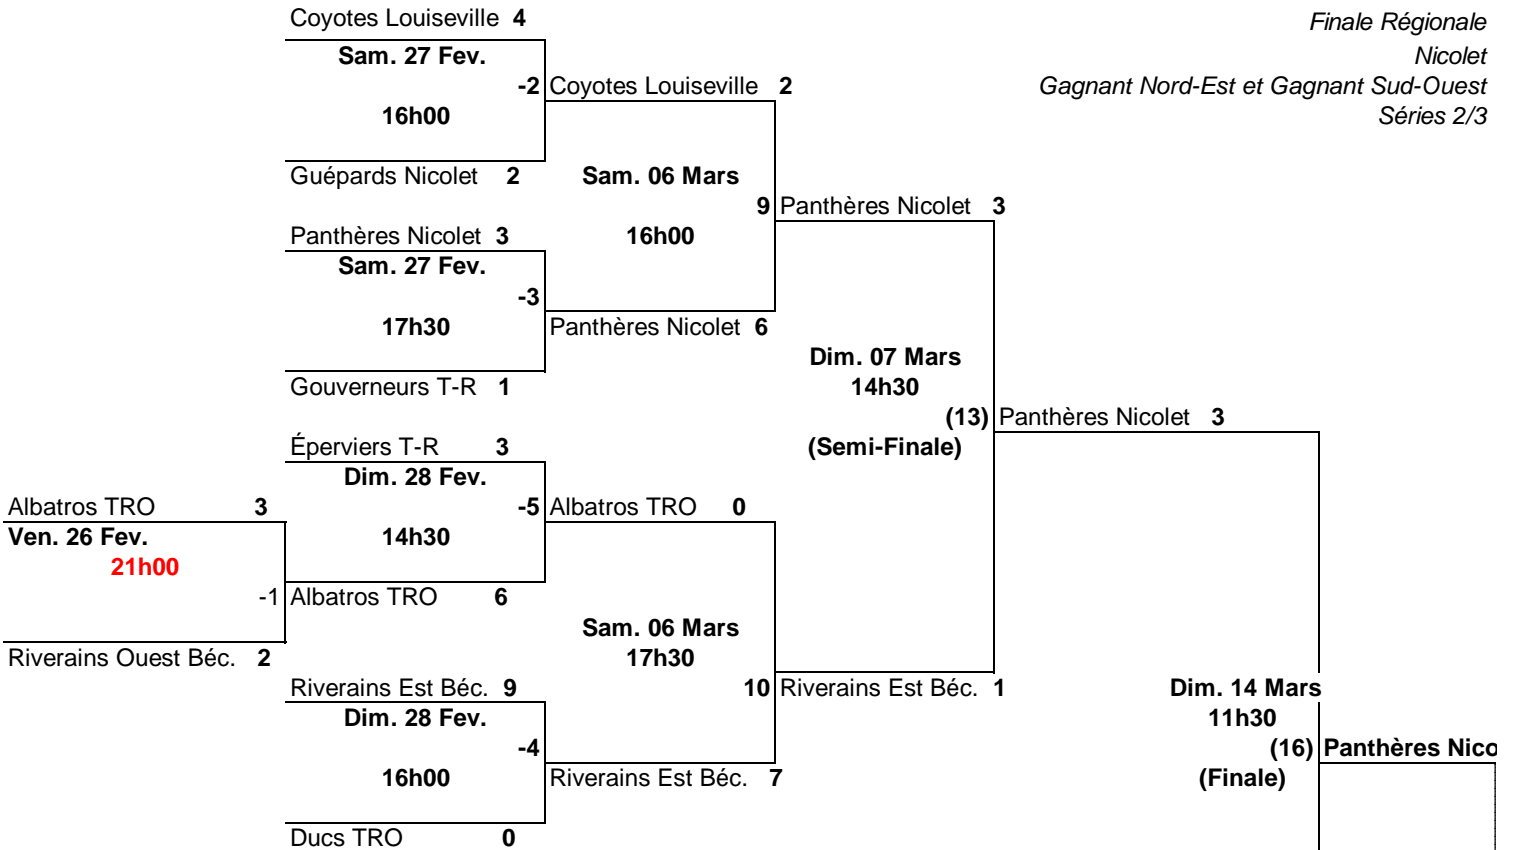 Coyotes Louiseville 4
Finale Régionale
Sam. 27 Fev.
Nicolet
-2 Coyotes Louiseville 2
Gagnant Nord-Est et Gagnant Sud-Ouest
16h00
Séries 2/3
Guépards Nicolet 2
Sam. 06 Mars
9 Panthères Nicolet 3
Panthères Nicolet 3
16h00
Sam. 27 Fev.
-3
17h30
Panthères Nicolet 6
Dim. 07 Mars
Gouverneurs T-R 1
14h30
(13) Panthères Nicolet 3
Éperviers T-R 3
(Semi-Finale)
Dim. 28 Fev.
Albatros TRO 3
-5 Albatros TRO 0
Ven. 26 Fev.
14h30
21h00
-1 Albatros TRO 6
Sam. 06 Mars
Riverains Ouest Béc. 2
17h30
Riverains Est Béc. 9
10 Riverains Est Béc. 1
Dim. 14 Mars
Dim. 28 Fev.
11h30
-4
(16) Panthères Nico
16h00
Riverains Est Béc. 7
(Finale)
Ducs TRO 0